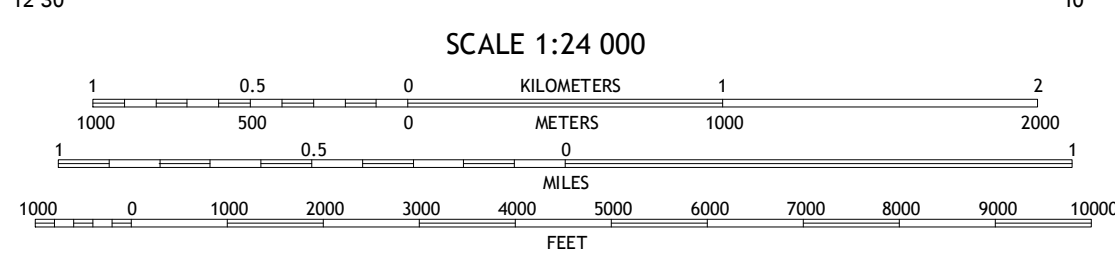 12'30"
10'
SCALE 1:24 000
1 0.5 0 KILOMETERS 1 2
1000 500 0 METERS 1000 2000
1 0.5 0 1
MILES
1000 0 1000 2000 3000 4000 5000 6000 7000 8000 9000 10000
FEET